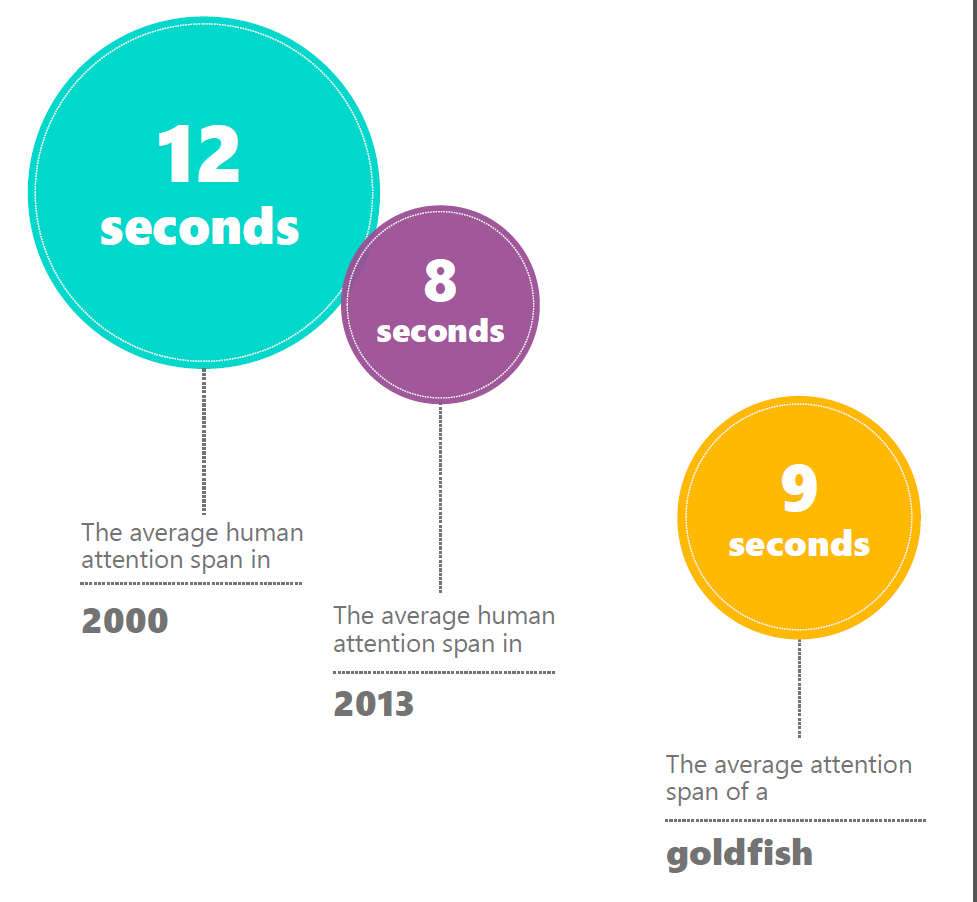 12
seconds
The average human
attention span in
2000
8
seconds
The average human
attention span in
2013
9
seconds
The average attention
span of a
goldfish